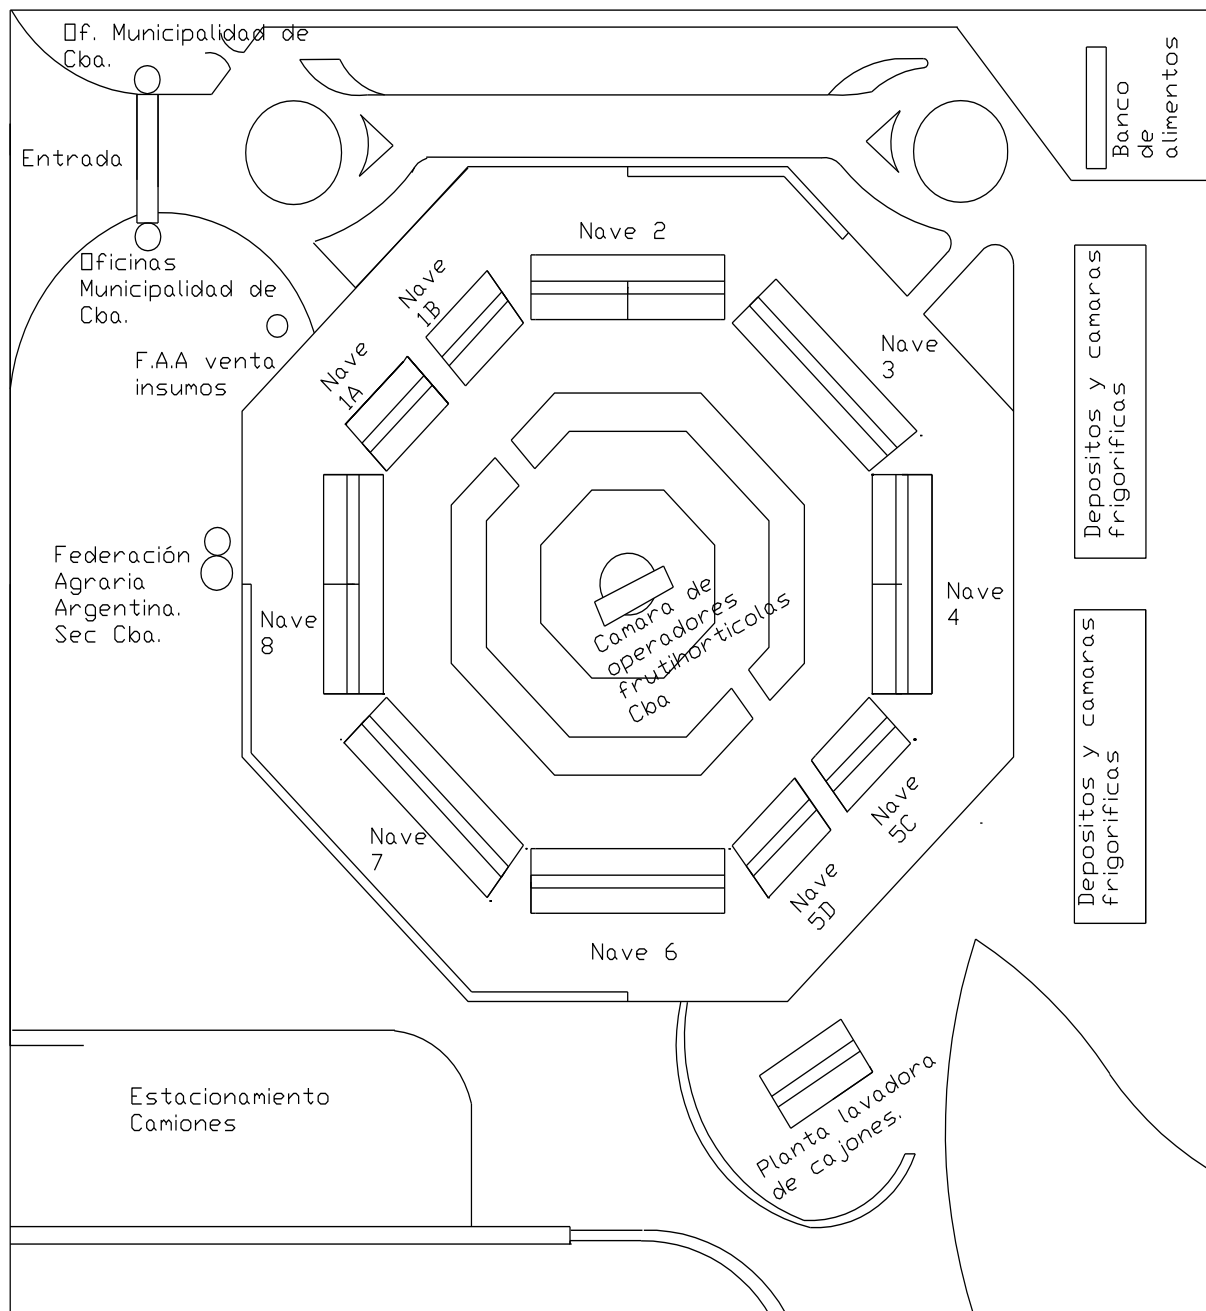 Of. Municipalidad de
Cba.
Banco
de
alimentos
Entrada
Oficinas
Municipalidad de
Cba.
F.A.A venta
insumos
Nave
1B
Nave 2
Nave
1A
Nave
3
Depositos y camaras
frigorificas
Federación
Agraria
Argentina.
Sec Cba.
Nave
8
Camara de
operadores
frutihorticolas
Cba
Nave
4
Depositos y camaras
frigorificas
Nave
7
Nave
5C
Nave
5D
Nave 6
Estacionamiento
Camiones
Planta lavadora
de cajones.